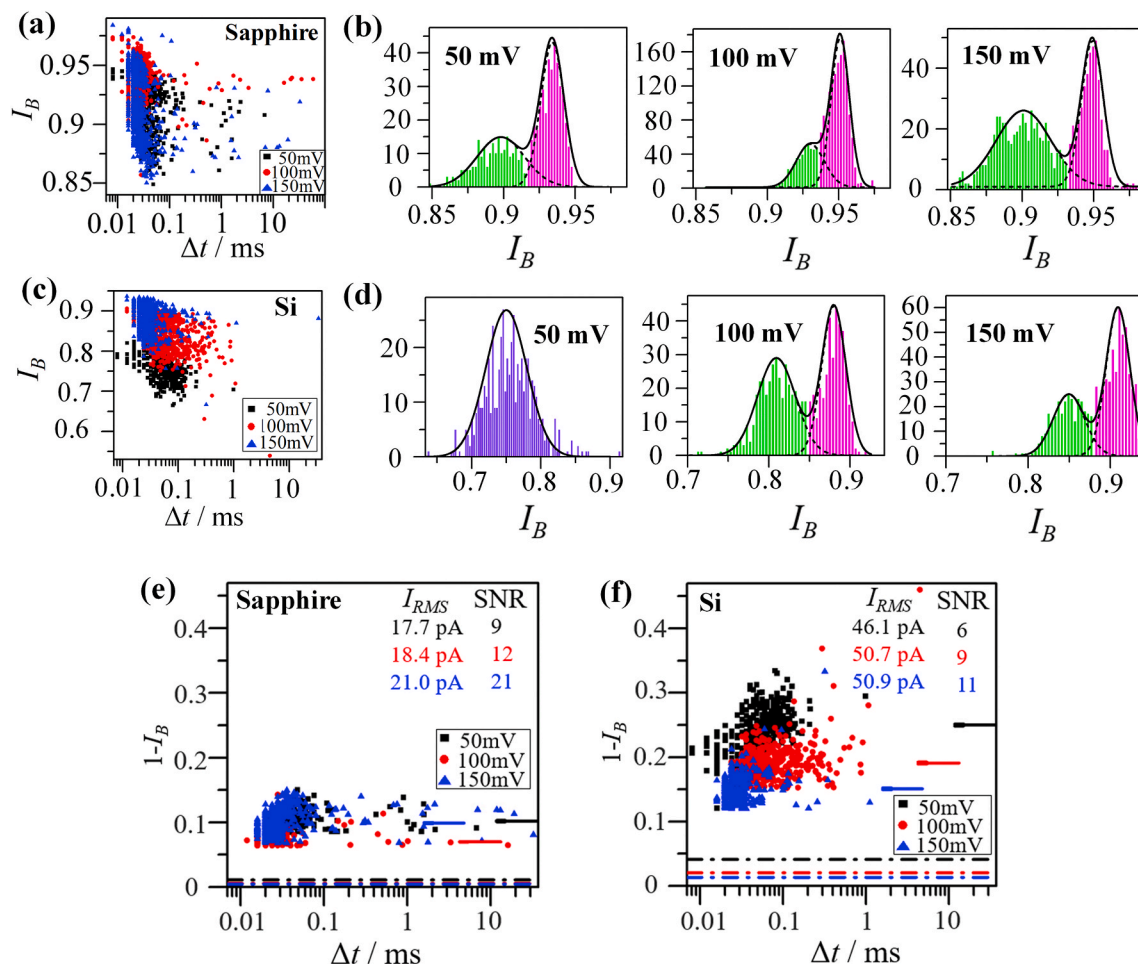 (a)
Sapphire
0.95
0.9
0.85
I_B
0.01 0.1 1 10
Δt / ms
50mV
100mV
150mV
(b)
50 mV
40
30
20
10
0
0.85 0.9 0.95
I_B
100 mV
160
120
80
40
0
0.85 0.9 0.95
I_B
150 mV
50
40
30
20
10
0
0.85 0.9 0.95
I_B
(c)
Si
0.9
0.8
0.7
0.6
I_B
0.01 0.1 1 10
Δt / ms
50mV
100mV
150mV
(d)
50 mV
20
10
0
0.7 0.8 0.9
I_B
100 mV
40
30
20
10
0
0.7 0.8 0.9
I_B
150 mV
60
50
40
30
20
10
0
0.7 0.8 0.9
I_B
(e)
Sapphire
I_RMS SNR
17.7 pA 9
18.4 pA 12
21.0 pA 21
50mV
100mV
150mV
0.4
0.3
0.2
0.1
0
1-I_B
0.01 0.1 1 10
Δt / ms
(f)
Si
I_RMS SNR
46.1 pA 6
50.7 pA 9
50.9 pA 11
50mV
100mV
150mV
0.4
0.3
0.2
0.1
0
1-I_B
0.01 0.1 1 10
Δt / ms